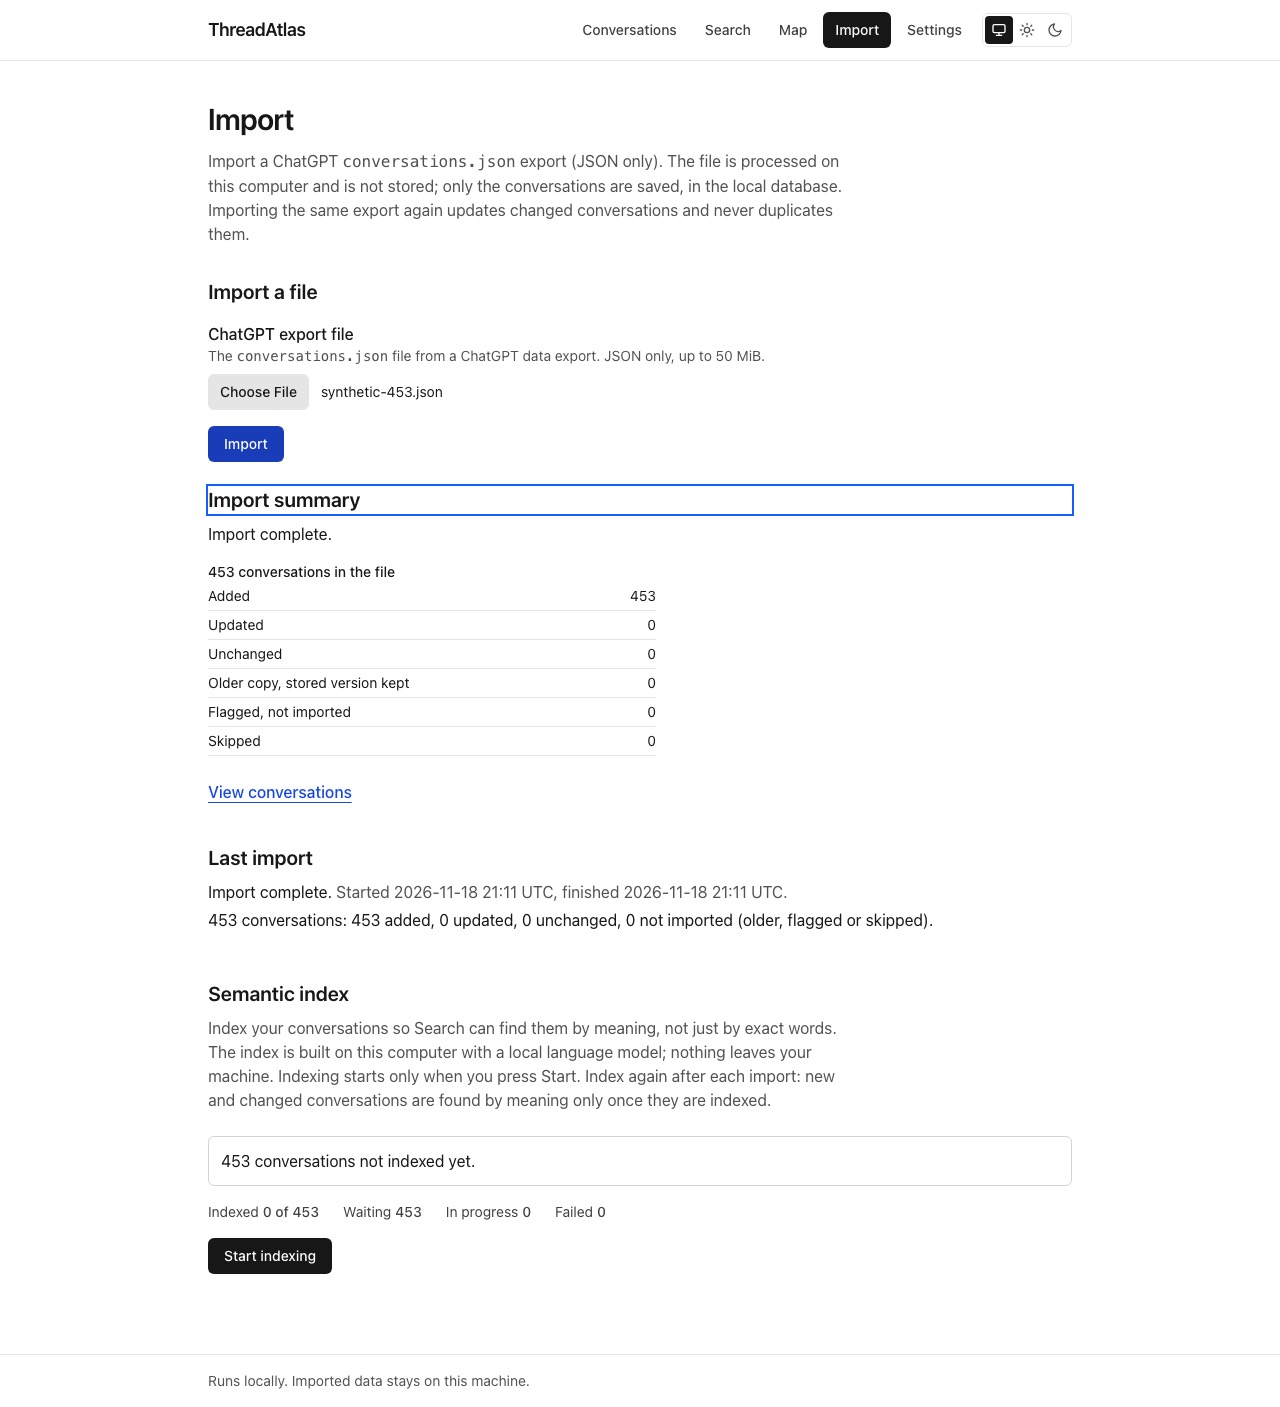 ThreadAtlas
Conversations Search Map Import Settings
Import
Import a ChatGPT conversations.json export (JSON only). The file is processed on
this computer and is not stored; only the conversations are saved, in the local database.
Importing the same export again updates changed conversations and never duplicates
them.
Import a file
ChatGPT export file
The conversations.json file from a ChatGPT data export. JSON only, up to 50 MiB.
Choose File synthetic-453.json
Import
Import summary
Import complete.
453 conversations in the file
Added 453
Updated 0
Unchanged 0
Older copy, stored version kept 0
Flagged, not imported 0
Skipped 0
View conversations
Last import
Import complete. Started 2026-11-18 21:11 UTC, finished 2026-11-18 21:11 UTC.
453 conversations: 453 added, 0 updated, 0 unchanged, 0 not imported (older, flagged or skipped).
Semantic index
Index your conversations so Search can find them by meaning, not just by exact words.
The index is built on this computer with a local language model; nothing leaves your
machine. Indexing starts only when you press Start. Index again after each import: new
and changed conversations are found by meaning only once they are indexed.
453 conversations not indexed yet.
Indexed 0 of 453 Waiting 453 In progress 0 Failed 0
Start indexing
Runs locally. Imported data stays on this machine.